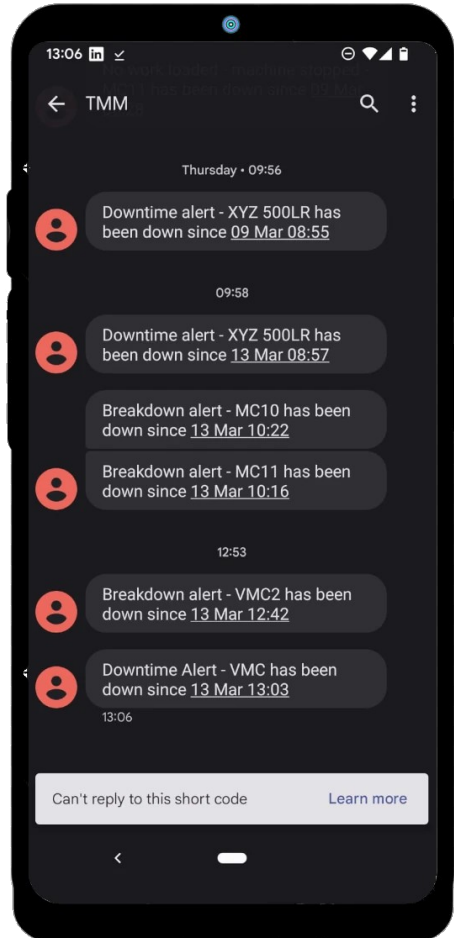 13:06 in
TMM
Thursday • 09:56
Downtime alert - XYZ 500LR has
been down since 09 Mar 08:55
09:58
Downtime alert - XYZ 500LR has
been down since 13 Mar 08:57
Breakdown alert - MC10 has been
down since 13 Mar 10:22
Breakdown alert - MC11 has been
down since 13 Mar 10:16
12:53
Breakdown alert - VMC2 has been
down since 13 Mar 12:42
Downtime Alert - VMC has been
down since 13 Mar 13:03
13:06
Can't reply to this short code
Learn more